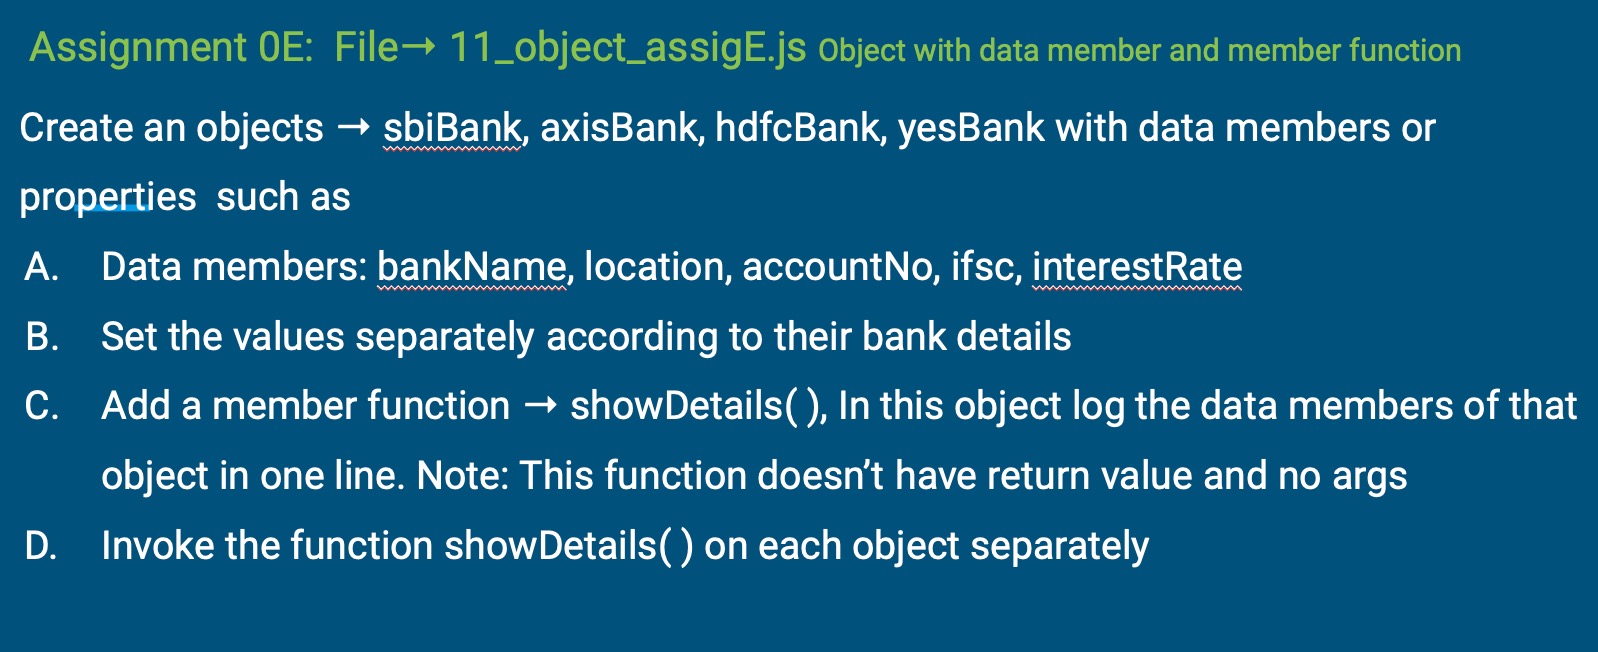 Assignment 0E: File→ 11_object_assigE.js Object with data member and member function
Create an objects → sbiBank, axisBank, hdfcBank, yesBank with data members or
properties such as
A. Data members: bankName, location, accountNo, ifsc, interestRate
B. Set the values separately according to their bank details
C. Add a member function → showDetails( ), In this object log the data members of that
object in one line. Note: This function doesn’t have return value and no args
D. Invoke the function showDetails( ) on each object separately